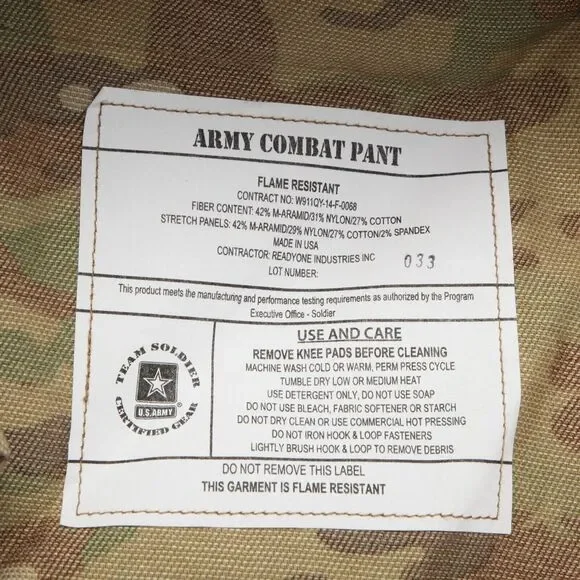 ARMY COMBAT PANT
FLAME RESISTANT
CONTRACT NO: W911QY-14-F-0068
FIBER CONTENT: 42% M-ARAMID/31% NYLON/27% COTTON
STRETCH PANELS: 42% M-ARAMID/29% NYLON/27% COTTON/2% SPANDEX
MADE IN USA
CONTRACTOR: READYONE INDUSTRIES INC
LOT NUMBER: 033
This product meets the manufacturing and performance testing requirements as authorized by the Program
Executive Office - Soldier
TEAM SOLDIER
U.S.ARMY
CERTIFIED GEAR
USE AND CARE
REMOVE KNEE PADS BEFORE CLEANING
MACHINE WASH COLD OR WARM, PERM PRESS CYCLE
TUMBLE DRY LOW OR MEDIUM HEAT
USE DETERGENT ONLY, DO NOT USE SOAP
DO NOT USE BLEACH, FABRIC SOFTENER OR STARCH
DO NOT DRY CLEAN OR USE COMMERCIAL HOT PRESSING
DO NOT IRON HOOK & LOOP FASTENERS
LIGHTLY BRUSH HOOK & LOOP TO REMOVE DEBRIS
DO NOT REMOVE THIS LABEL
THIS GARMENT IS FLAME RESISTANT